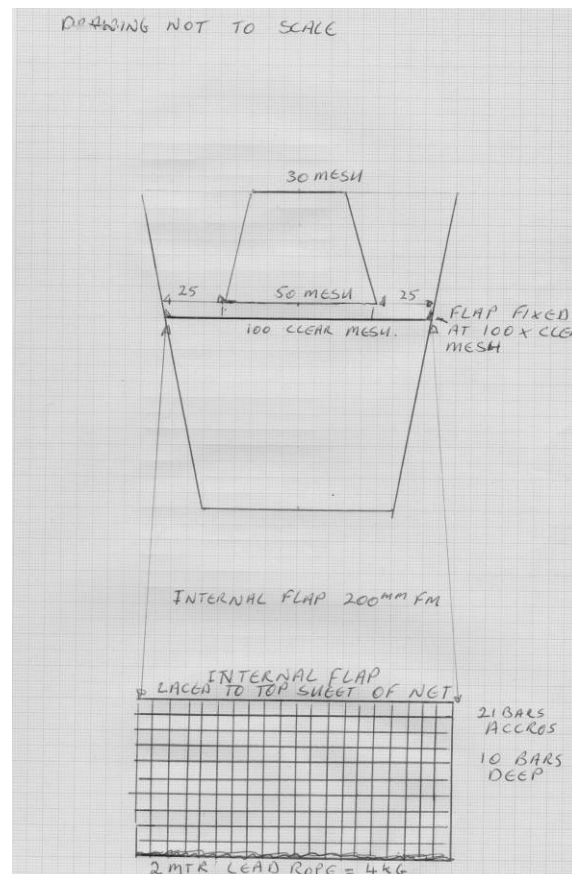 DRAWING NOT TO SCALE
30 MESH
25
50 MESH
25
100 CLEAR MESH.
FLAP FIXED
AT 100 X CLE
MESH
INTERNAL FLAP 200MM FM
INTERNAL FLAP
LACED TO TOP SHEET OF NET
21 BARS
ACCROS
10 BARS
DEEP
2 MTR LEAD ROPE = 4KG